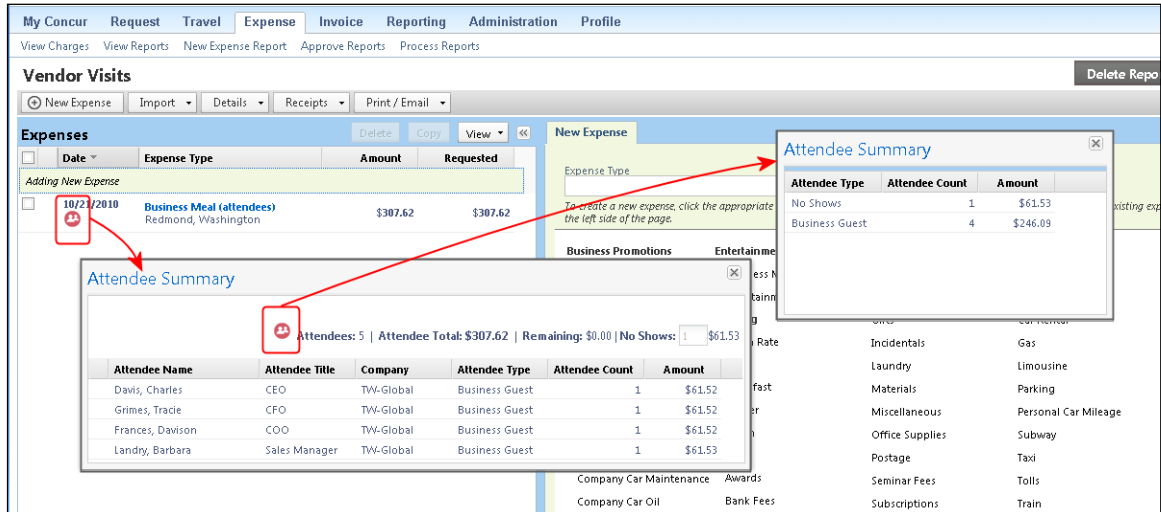 My Concur Request Travel Expense Invoice Reporting Administration Profile
View Charges View Reports New Expense Report Approve Reports Process Reports
Vendor Visits
Delete Repo
New Expense Import Details Receipts Print / Email
Expenses Delete Copy View
Date Expense Type Amount Requested
Adding New Expense
10/21/2010 Business Meal (attendees) $307.62 $307.62
Redmond, Washington
New Expense
Expense Type
To create a new expense, click the appropriate
the left side of the page.
xisting exp
Business Promotions
Attendee Summary
Attendee Type Attendee Count Amount
No Shows 1 $61.53
Business Guest 4 $246.09
Attendee Summary
Attendees: 5 | Attendee Total: $307.62 | Remaining: $0.00 | No Shows: 1 $61.53
Attendee Name Attendee Title Company Attendee Type Attendee Count Amount
Davis, Charles CEO TW-Global Business Guest 1 $61.52
Grimes, Tracie CFO TW-Global Business Guest 1 $61.52
Frances, Davison COO TW-Global Business Guest 1 $61.52
Landry, Barbara Sales Manager TW-Global Business Guest 1 $61.53
Entertainme
ess M
tainm
g
Rate
fast
er
Company Car Maintenance Awards
Company Car Oil Bank Fees
Incidentals Gas
Laundry Limousine
Materials Parking
Miscellaneous Personal Car Mileage
Office Supplies Subway
Postage Taxi
Seminar Fees Tolls
Subscriptions Train